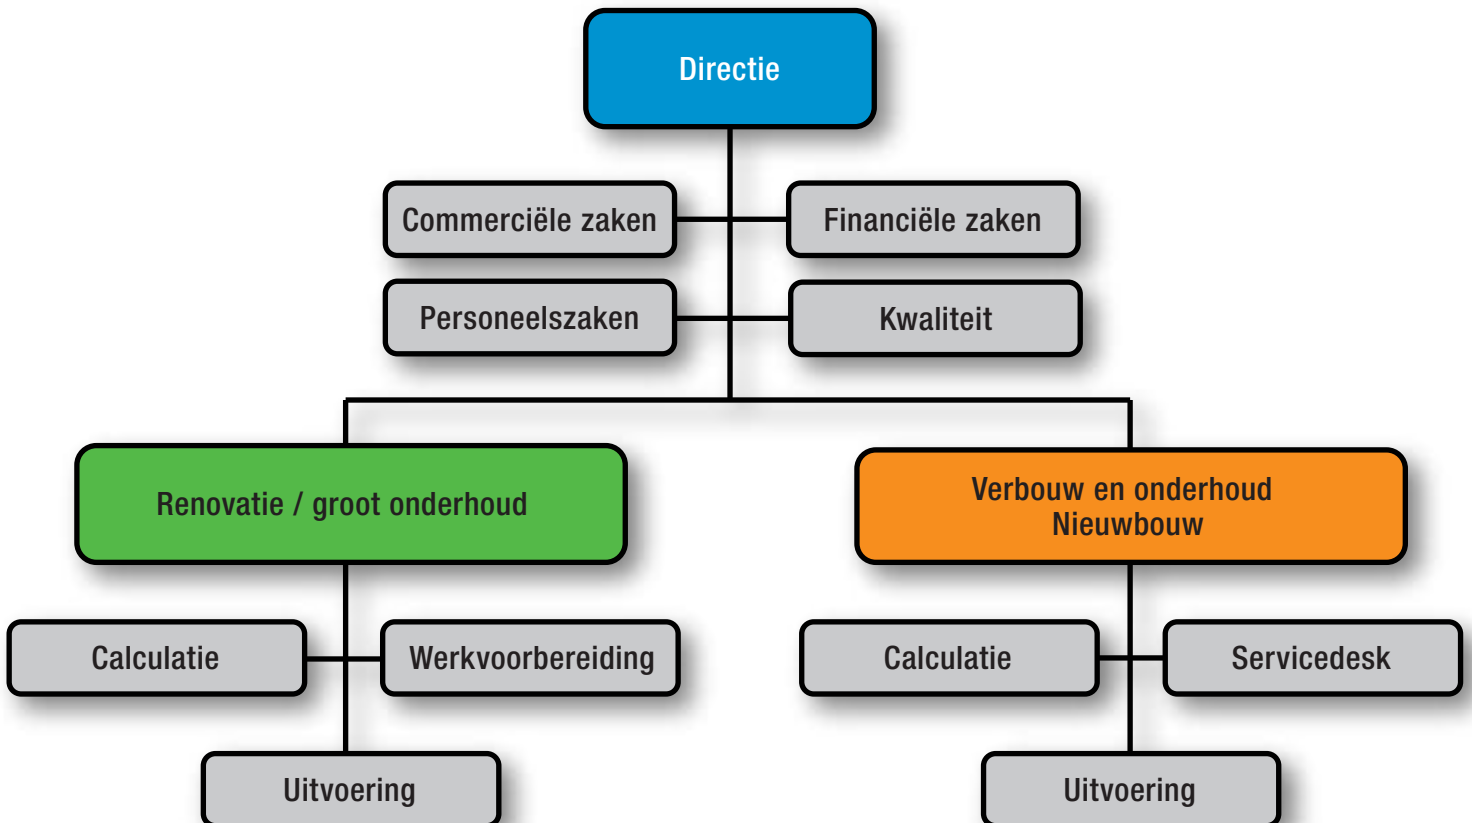 Directie
Commerciële zaken
Financiële zaken
Personeelszaken
Kwaliteit
Renovatie / groot onderhoud
Verbouw en onderhoud
Nieuwbouw
Calculatie
Werkvoorbereiding
Calculatie
Servicedesk
Uitvoering
Uitvoering